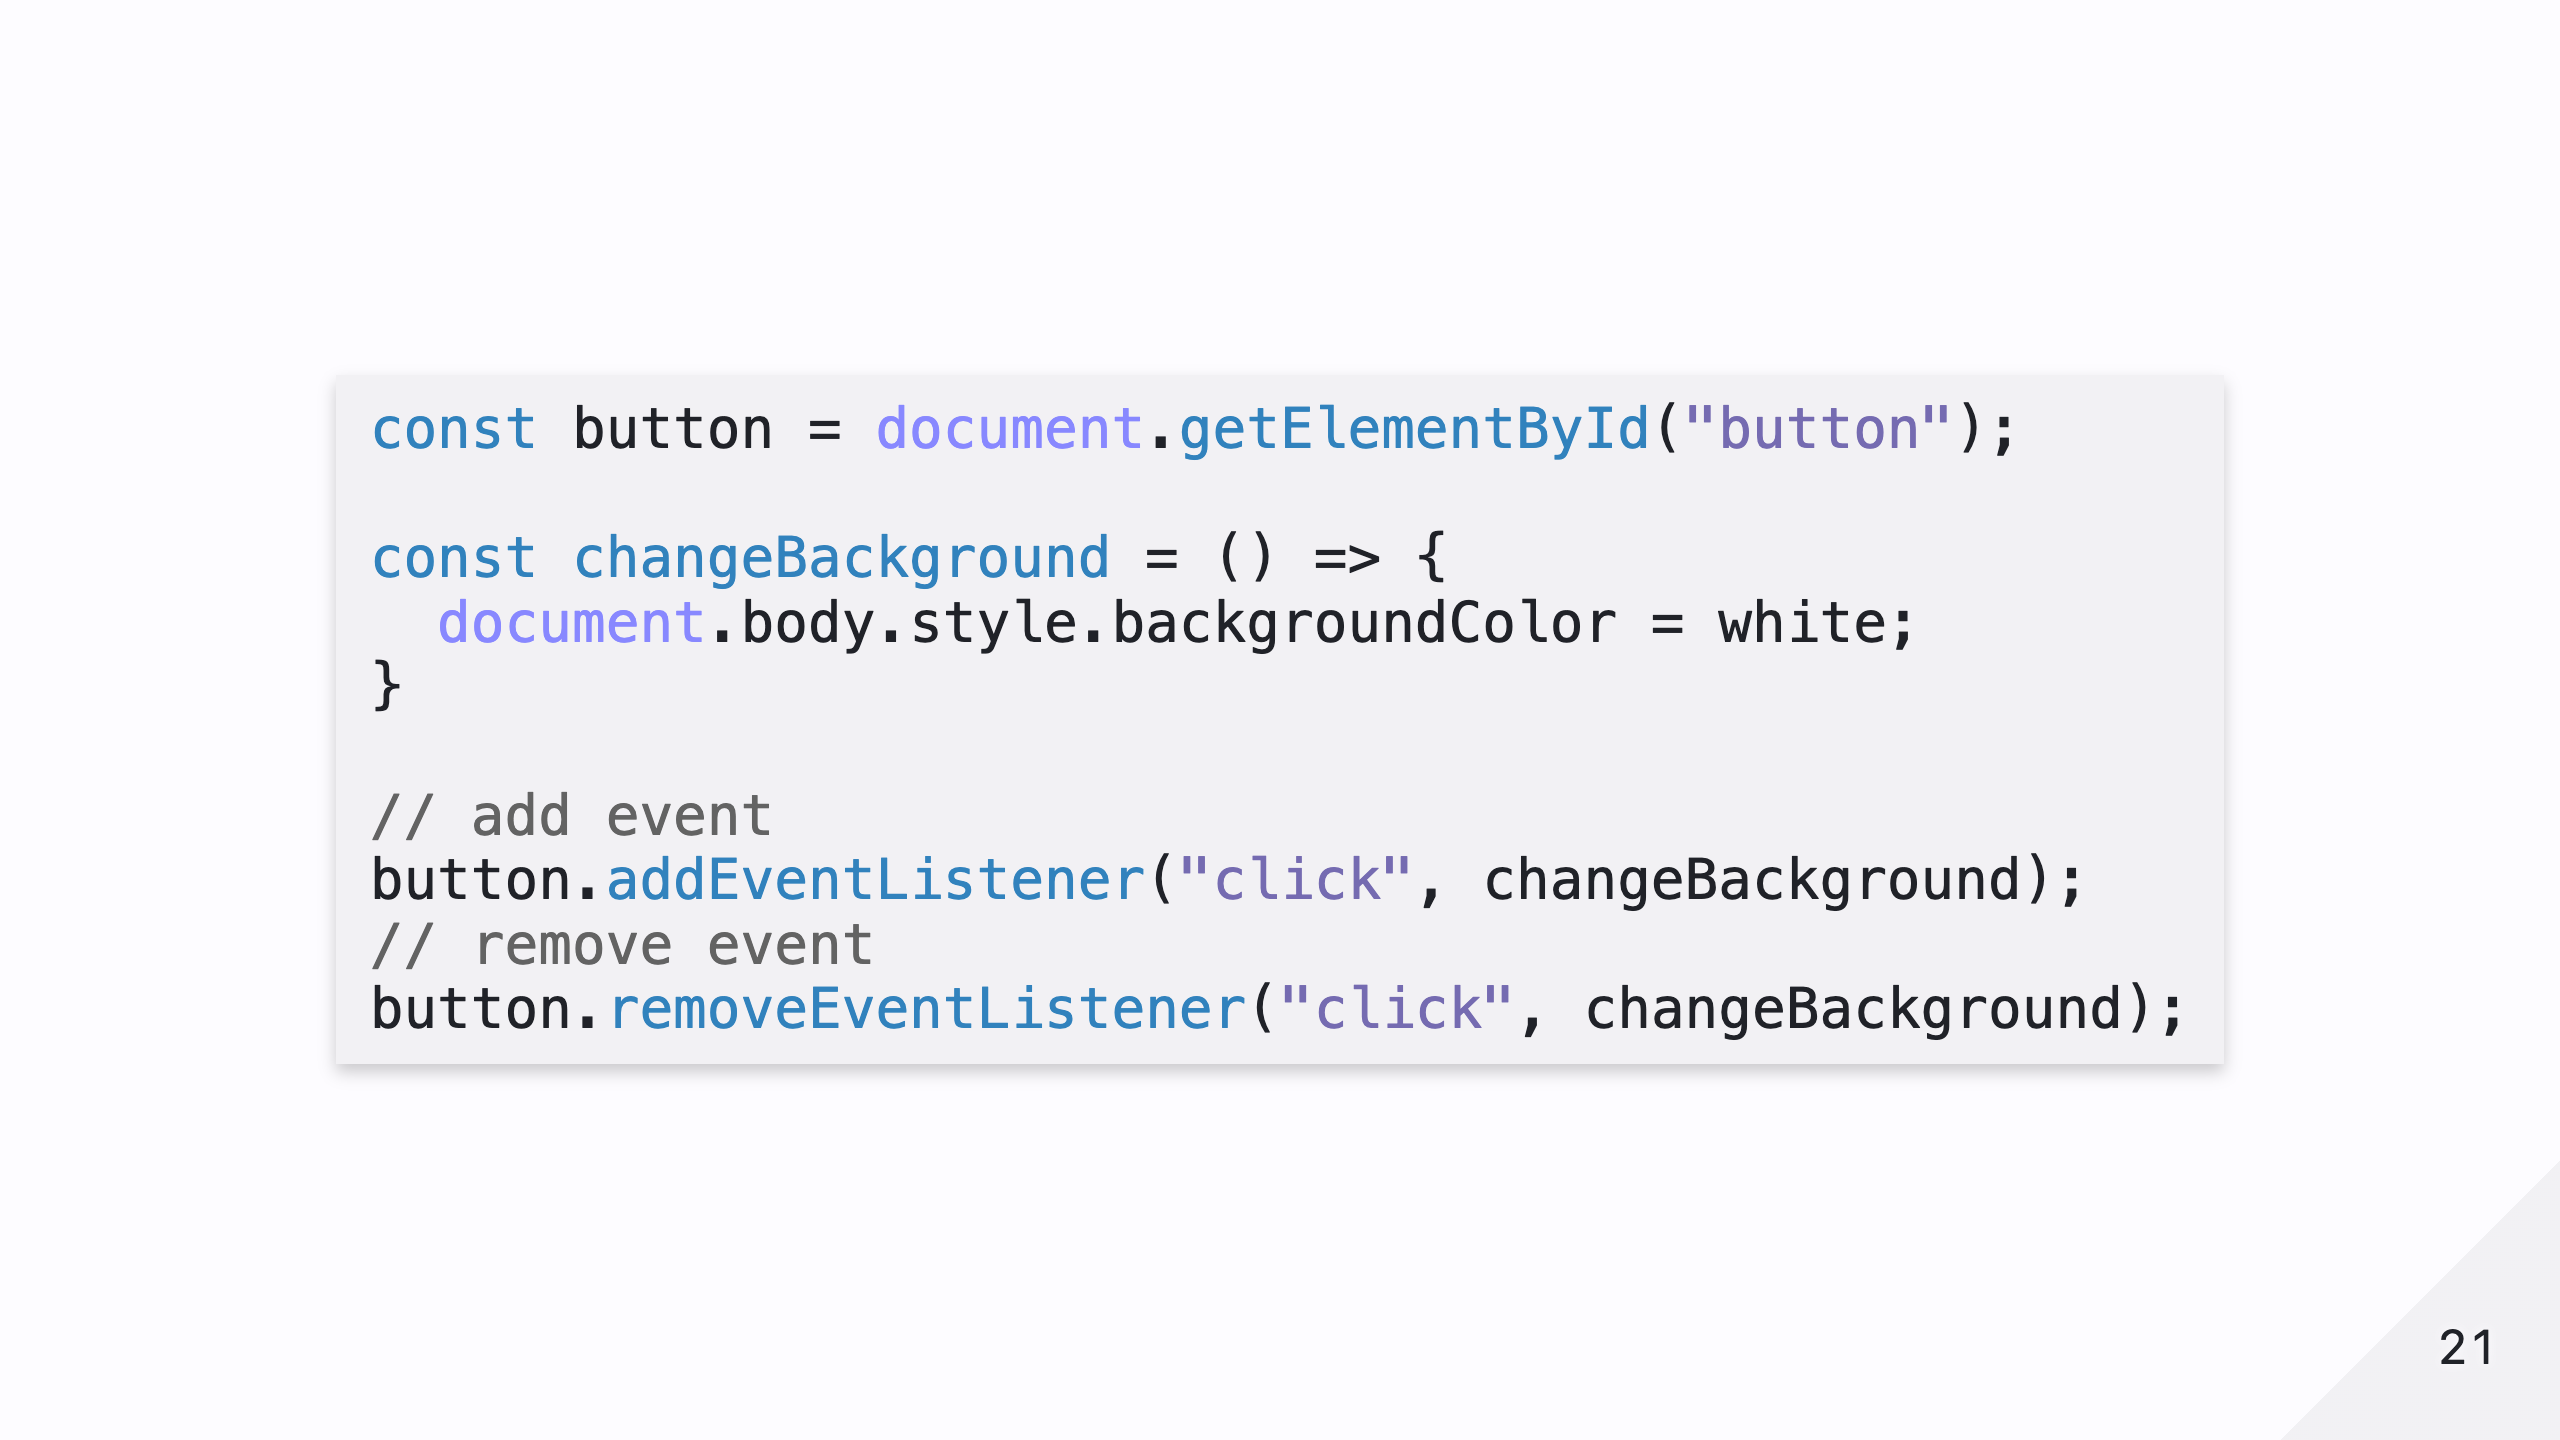 const button = document.getElementById("button");
const changeBackground = () => {
  document.body.style.backgroundColor = white;
}
// add event
button.addEventListener("click", changeBackground);
// remove event
button.removeEventListener("click", changeBackground);
21